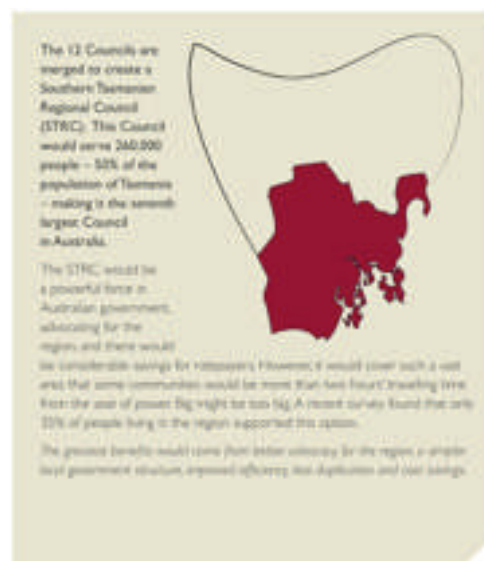 The 12 Councils are
merged to create a
Southern Tasmanian
Regional Council
(STRC). This Council
would serve 260,000
people – 50% of the
population of Tasmania
– making it the seventh
largest Council
in Australia.
The STRC would be
a powerful force in
Australian government,
advocating for the
region, and there would
be considerable savings for ratepayers. However, it would cover such a vast
area that some communities would be more than two hours' travelling time
from the seat of power. Big might be too big. A recent survey found that only
35% of people living in the region supported this option.
The greatest benefits would come from better advocacy for the region, a simpler
local government structure, improved efficiency, less duplication and cost savings.